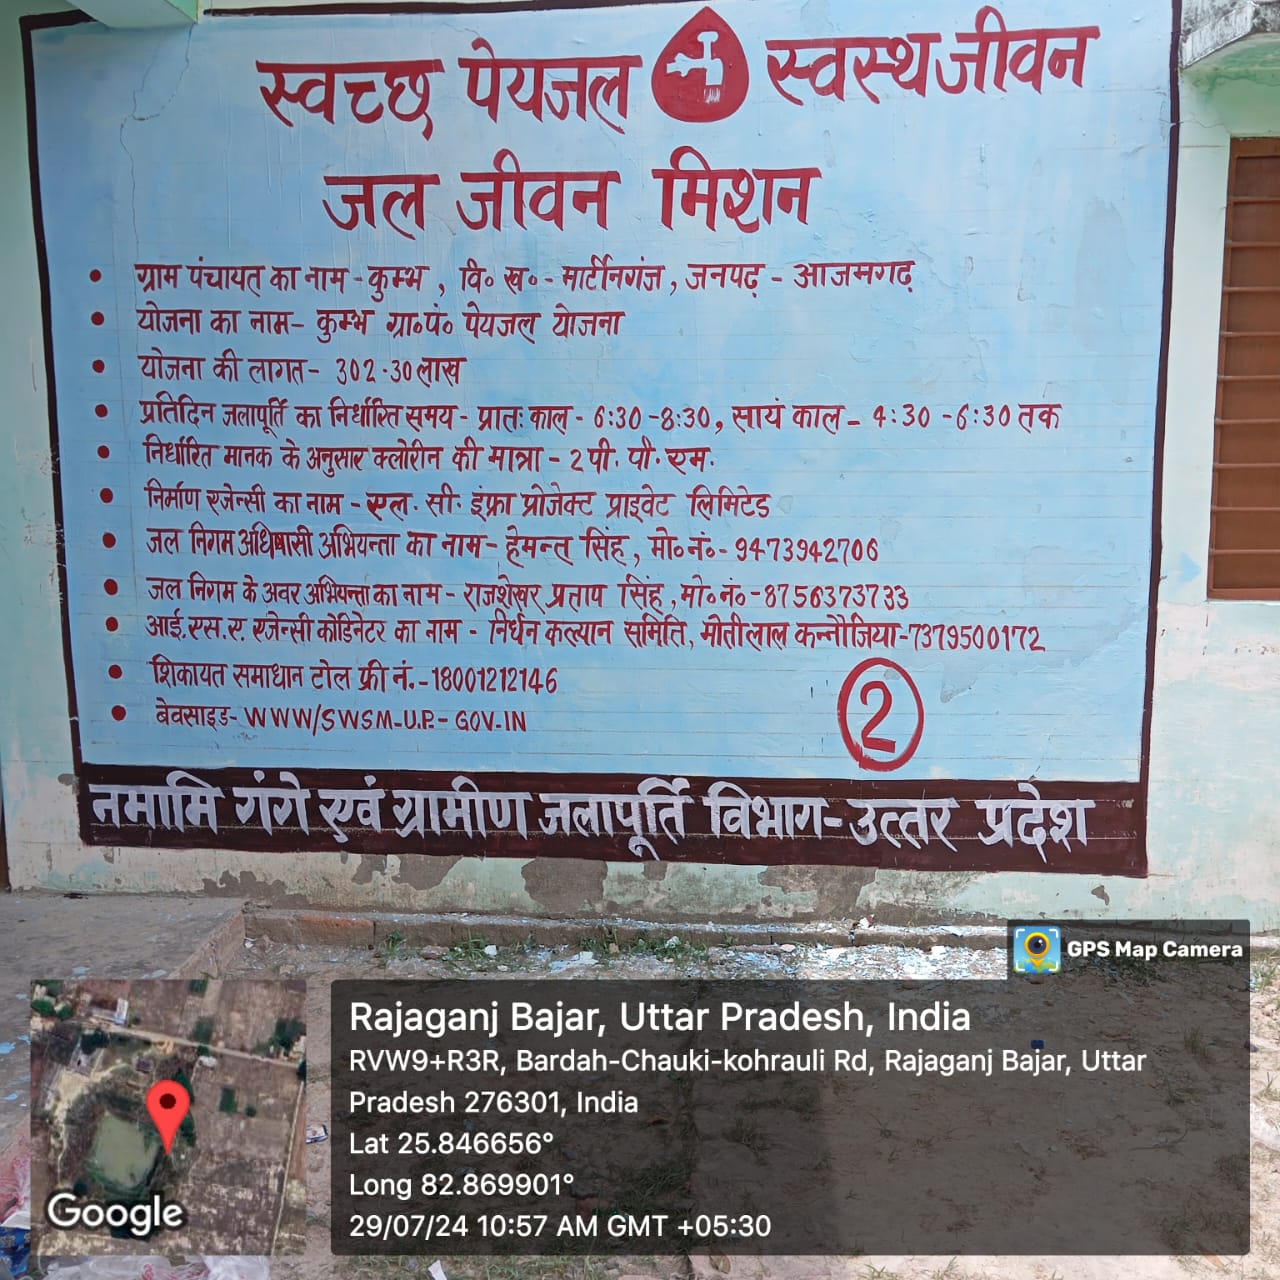 स्वच्छ पेयजल स्वस्थ जीवन
जल जीवन मिशन
• ग्राम पंचायत का नाम - कुम्भ , वि० ख० - मार्टीनगंज , जनपढ़ - आजमगढ़
• योजना का नाम - कुम्भ ग्रा०पं० पेयजल योजना
• योजना की लागत - 302.30 लाख
• प्रतिदिन जलापूर्ति का निर्धारित समय - प्रातः काल - 6:30 - 8:30, सायं काल - 4:30 - 6:30 तक
• निर्धारित मानक के अनुसार क्लोरीन की मात्रा - 2 पी. पी. एम.
• निर्माण एजेन्सी का नाम - एल. सी. इंफ्रा प्रोजेक्ट प्राइवेट लिमिटेड
• जल निगम अधिषासी अभियन्ता का नाम - हेमन्त सिंह, मो० नं० - 9473942706
• जल निगम के अवर अभियन्ता का नाम - राजशेखर प्रताप सिंह, मो० नं० - 8756373733
• आई.एस.ए. एजेन्सी कोडिनेटर का नाम - निर्धन कल्यान समिति, मोतीलाल कन्नौजिया - 7379500172
• शिकायत समाधान टोल फ्री नं. - 18001212146
• बेवसाइड - WWW/SWSM-U.P.- GOV.IN
2
नमामि गंगे एवं ग्रामीण जलापूर्ति विभाग - उत्तर प्रदेश
GPS Map Camera
Rajaganj Bajar, Uttar Pradesh, India
RVW9+R3R, Bardah-Chauki-kohrauli Rd, Rajaganj Bajar, Uttar
Pradesh 276301, India
Lat 25.846656°
Long 82.869901°
29/07/24 10:57 AM GMT +05:30
Google